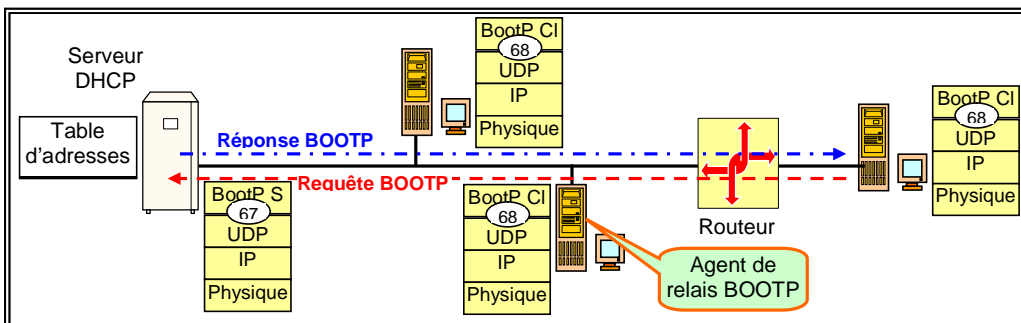 Serveur
DHCP
Table
d'adresses
Réponse BOOTP
Requête BOOTP
BootP S
67
UDP
IP
Physique
BootP Cl
68
UDP
IP
Physique
BootP Cl
68
UDP
IP
Physique
Agent de
relais BOOTP
Routeur
BootP Cl
68
UDP
IP
Physique